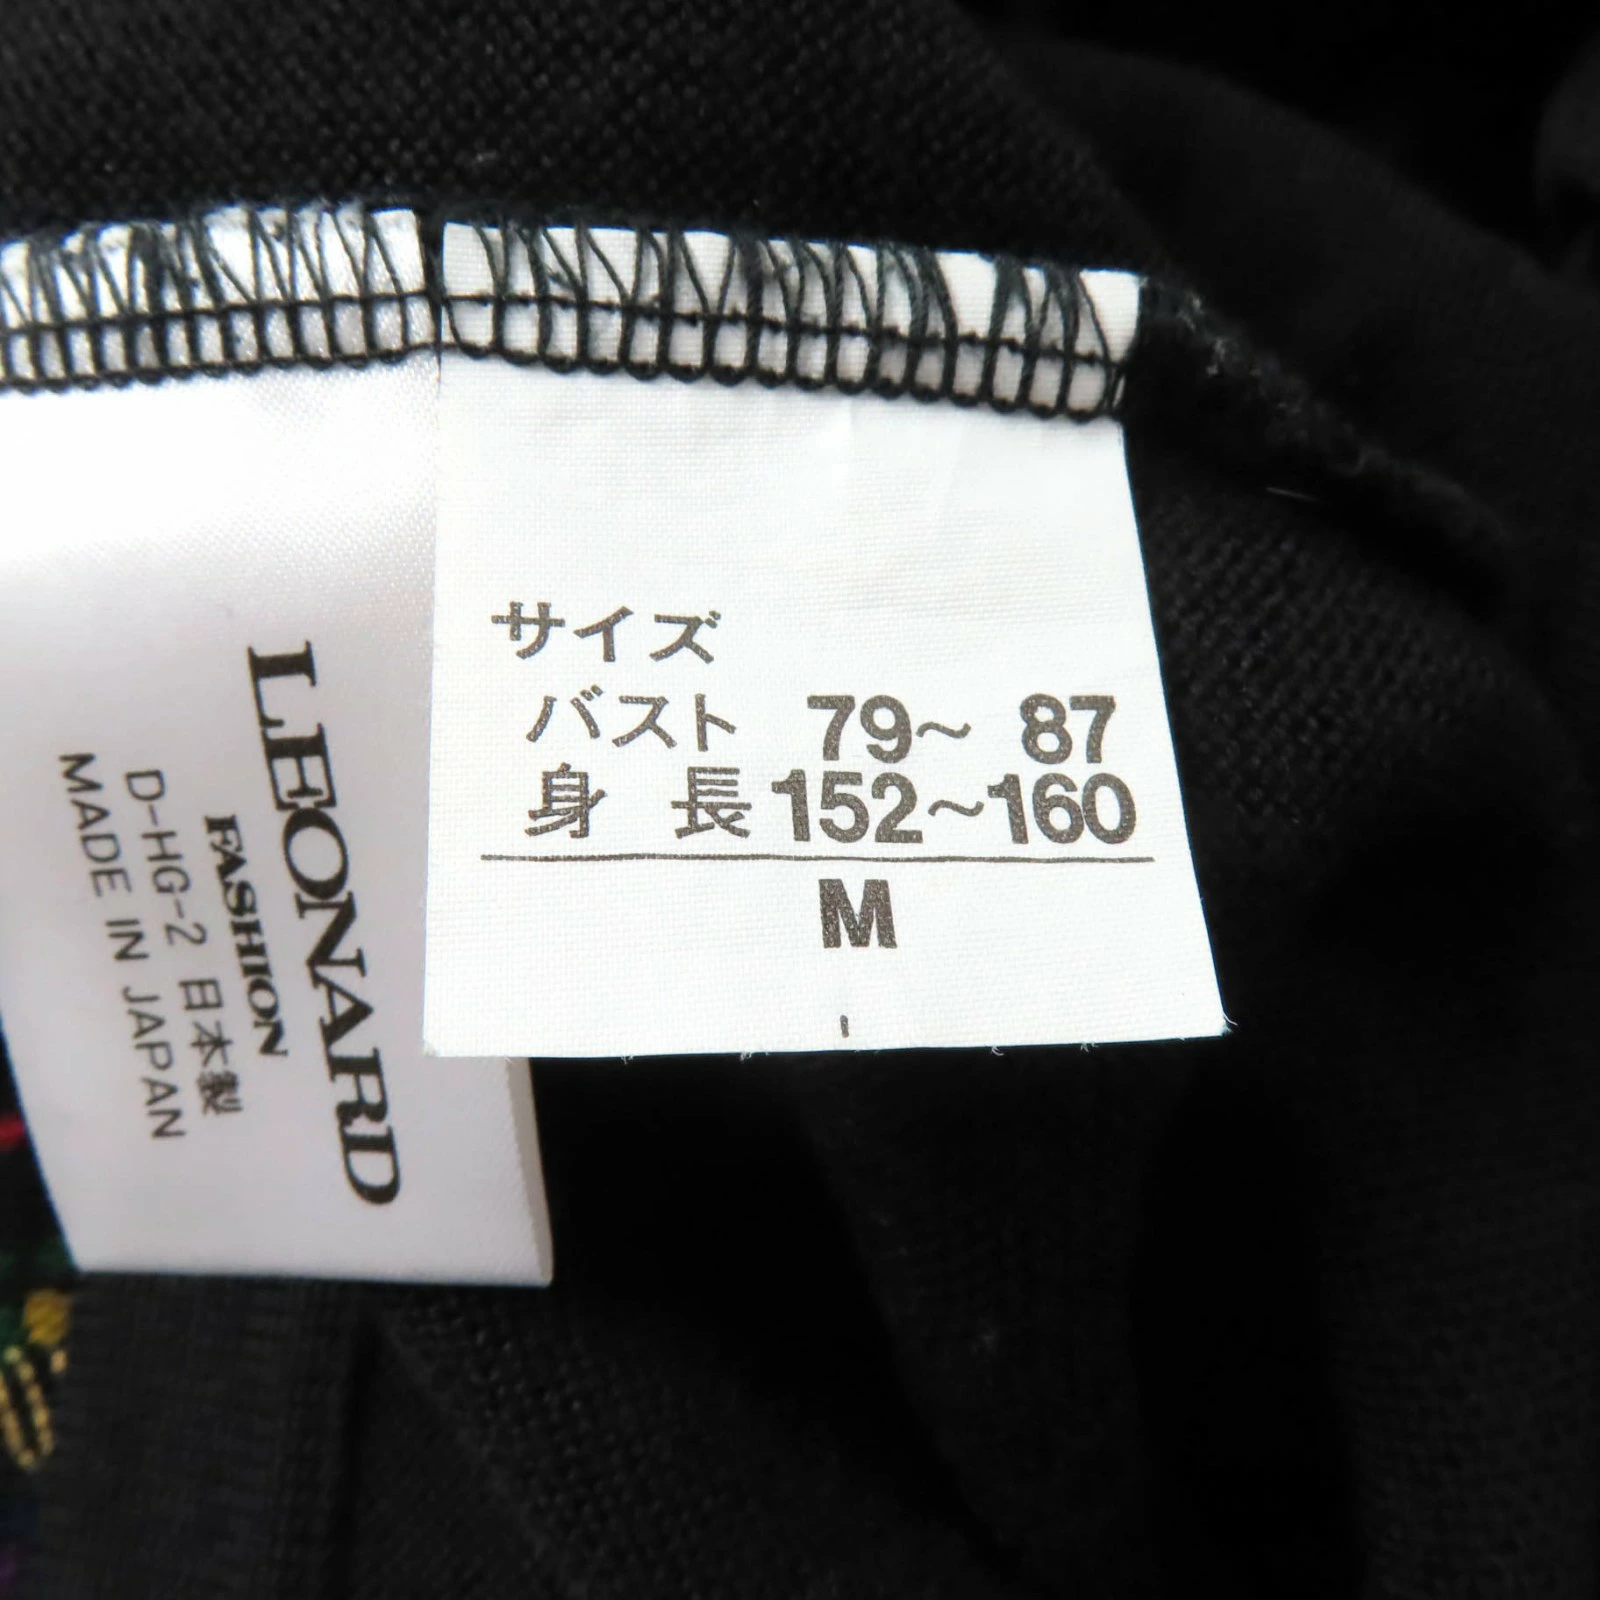 サイズ
バスト 79~ 87
身 長 152~160
M
LEONARD
FASHION
D-HG-2 日本製
MADE IN JAPAN